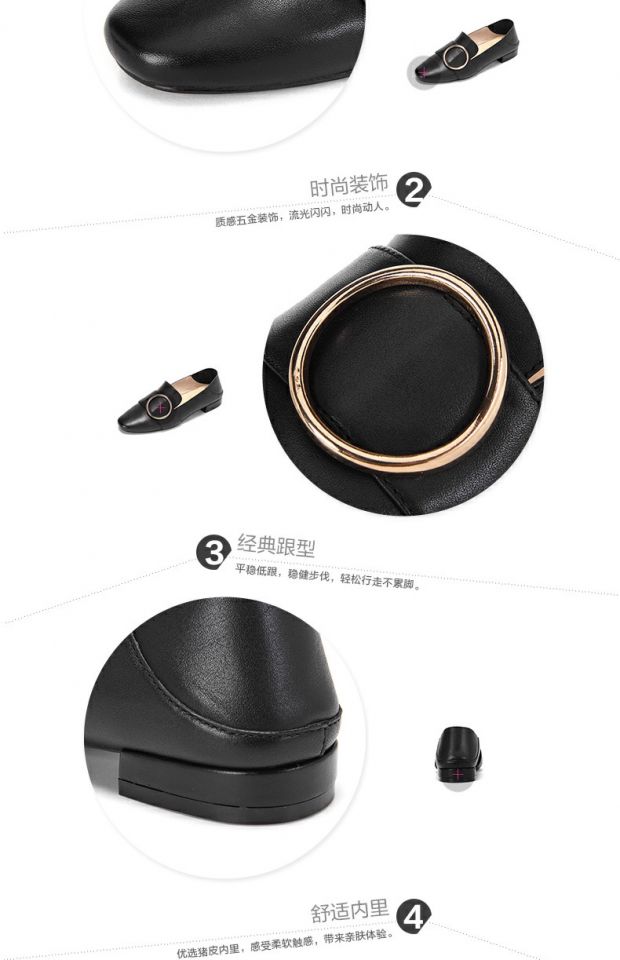 时尚装饰 2
质感五金装饰，流光闪闪，时尚动人。
3 经典跟型
平稳低跟，稳健步伐，轻松行走不累脚。
舒适内里 4
优选猪皮内里，感受柔软触感，带来亲肤体验。